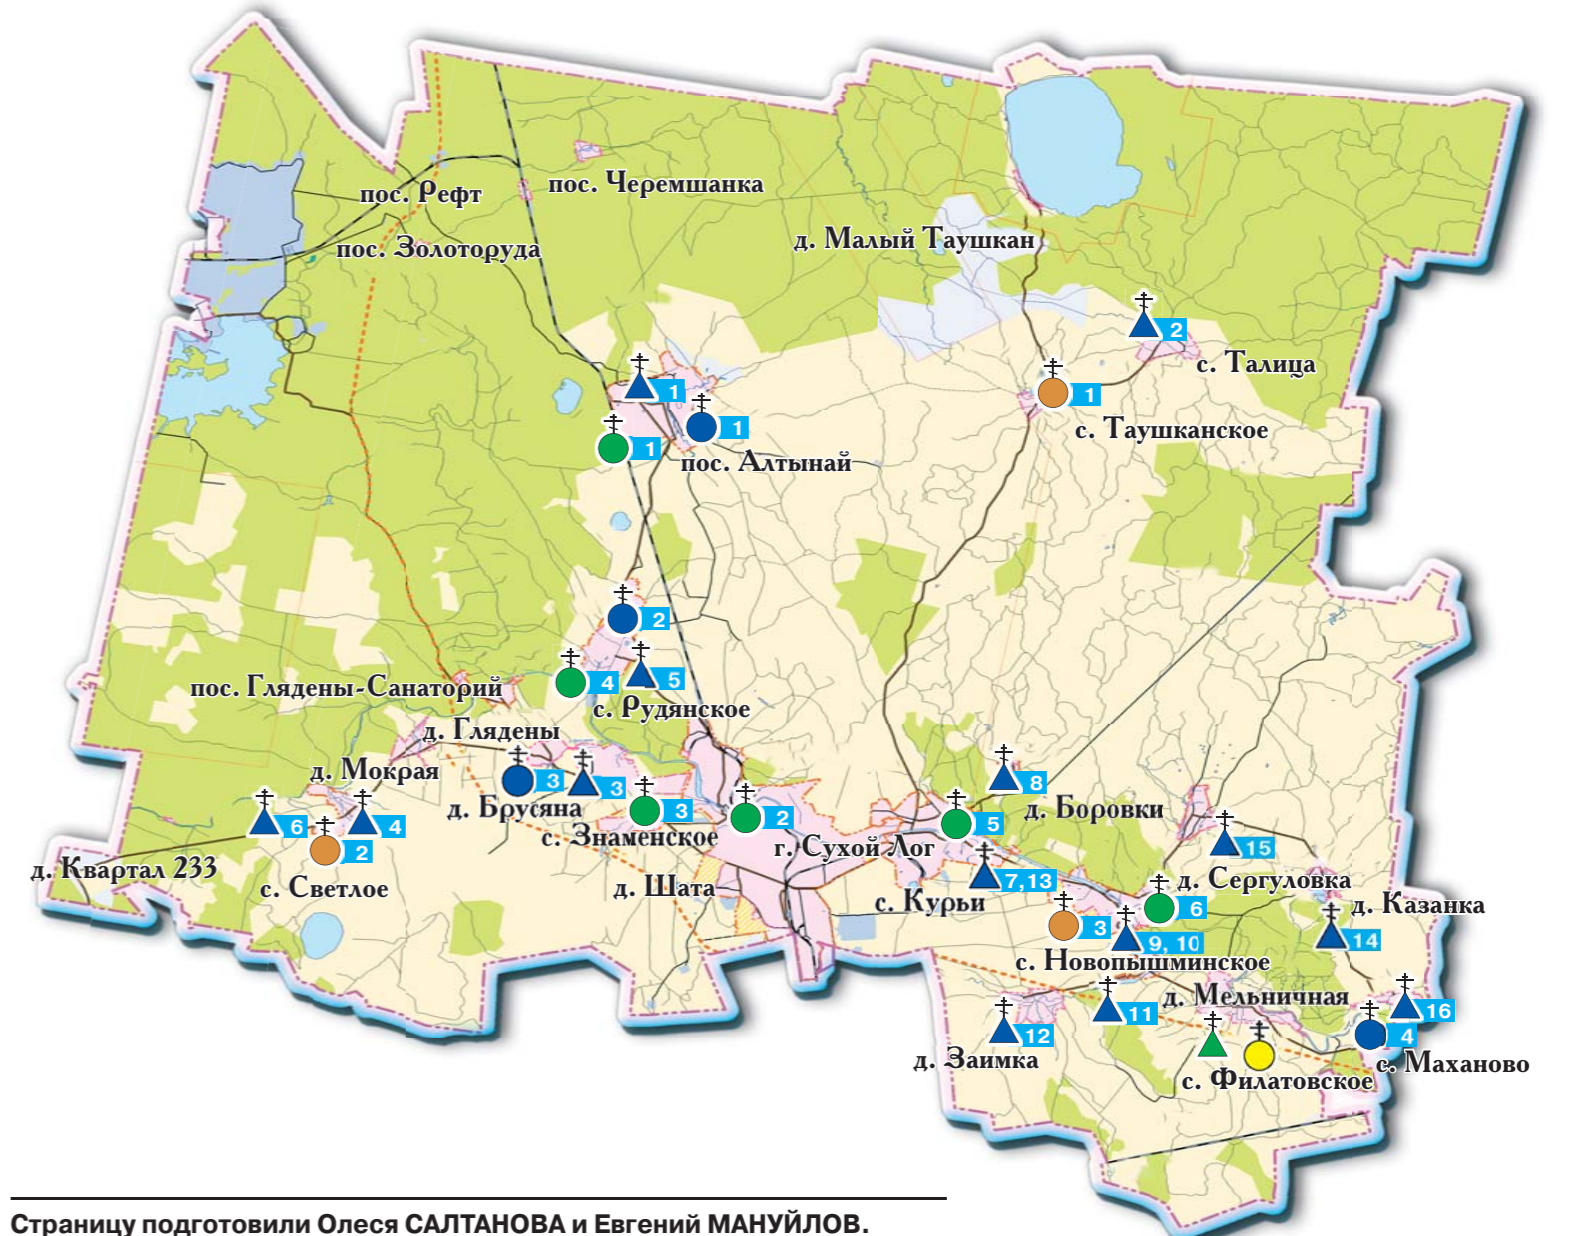 пос. Рефт
пос. Черемшанка
пос. Золоторуда
д. Малый Таушкан
2
с. Талица
1
1
с. Таушканское
1
1
пос. Алтынай
2
4
5
пос. Глядены-Санаторий
с. Рудянское
д. Глядены
д. Мокрая
3
3
8
д. Брусяна
3
2
5
д. Боровки
6
4
с. Знаменское
г. Сухой Лог
15
2
д. Квартал 233
с. Светлое
д. Шата
7,13
д. Сергуловка
с. Курьи
6
д. Казанка
3
9, 10
14
с. Новопышминское
д. Мельничная
11
16
12
4
д. Заимка
с. Филатовское
с. Маханово
Страницу подготовили Олеся САЛТАНОВА и Евгений МАНУЙЛОВ.